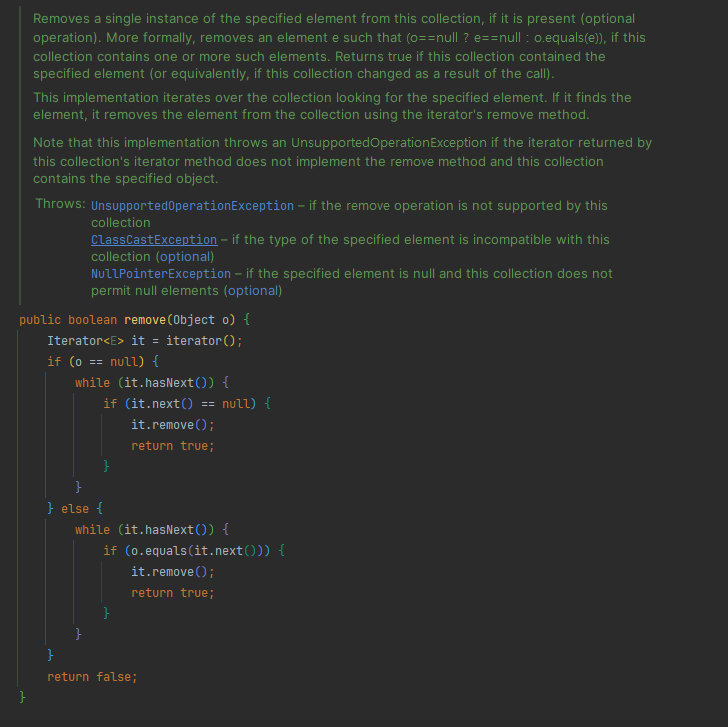 Removes a single instance of the specified element from this collection, if it is present (optional
operation). More formally, removes an element e such that (o==null ? e==null : o.equals(e)), if this
collection contains one or more such elements. Returns true if this collection contained the
specified element (or equivalently, if this collection changed as a result of the call).
This implementation iterates over the collection looking for the specified element. If it finds the
element, it removes the element from the collection using the iterator's remove method.
Note that this implementation throws an UnsupportedOperationException if the iterator returned by
this collection's iterator method does not implement the remove method and this collection
contains the specified object.
Throws: UnsupportedOperationException – if the remove operation is not supported by this
collection
ClassCastException – if the type of the specified element is incompatible with this
collection (optional)
NullPointerException – if the specified element is null and this collection does not
permit null elements (optional)
public boolean remove(Object o) {
    Iterator<E> it = iterator();
    if (o == null) {
        while (it.hasNext()) {
            if (it.next() == null) {
                it.remove();
                return true;
            }
        }
    } else {
        while (it.hasNext()) {
            if (o.equals(it.next())) {
                it.remove();
                return true;
            }
        }
    }
    return false;
}